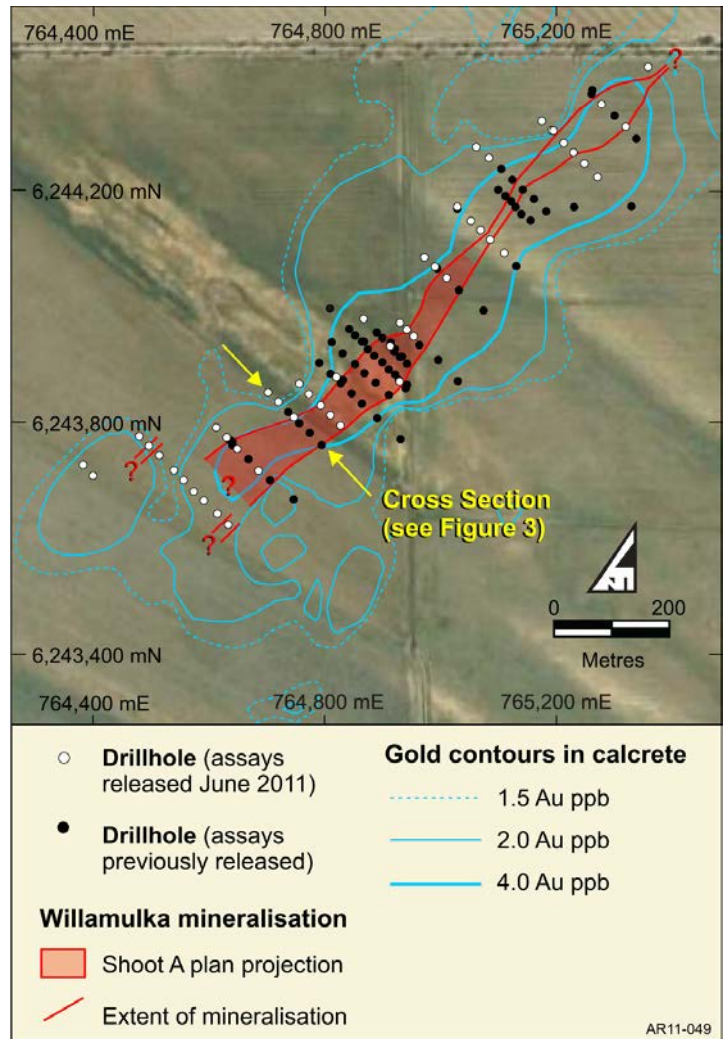 764,400 mE 764,800 mE 765,200 mE
?
6,244,200 mN
6,243,800 mN
?
?
?
Cross Section
(see Figure 3)
N
0 200
Metres
6,243,400 mN
764,400 mE 764,800 mE 765,200 mE
Drillhole (assays
released June 2011)
Drillhole (assays
previously released)
Willamulka mineralisation
Shoot A plan projection
Extent of mineralisation
Gold contours in calcrete
1.5 Au ppb
2.0 Au ppb
4.0 Au ppb
AR11-049